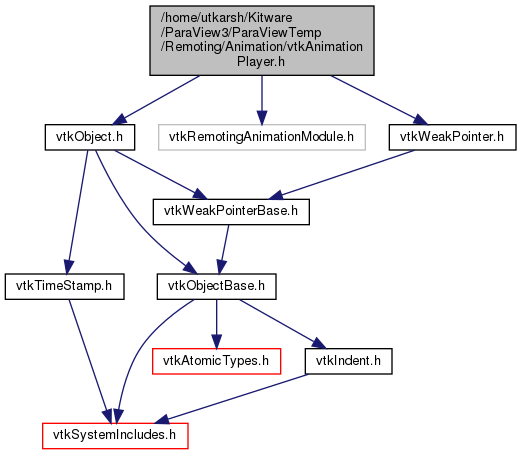 /home/utkarsh/Kitware
/ParaView3/ParaViewTemp
/Remoting/Animation/vtkAnimation
Player.h
vtkObject.h
vtkRemotingAnimationModule.h
vtkWeakPointer.h
vtkWeakPointerBase.h
vtkTimeStamp.h
vtkObjectBase.h
vtkAtomicTypes.h
vtkIndent.h
vtkSystemIncludes.h